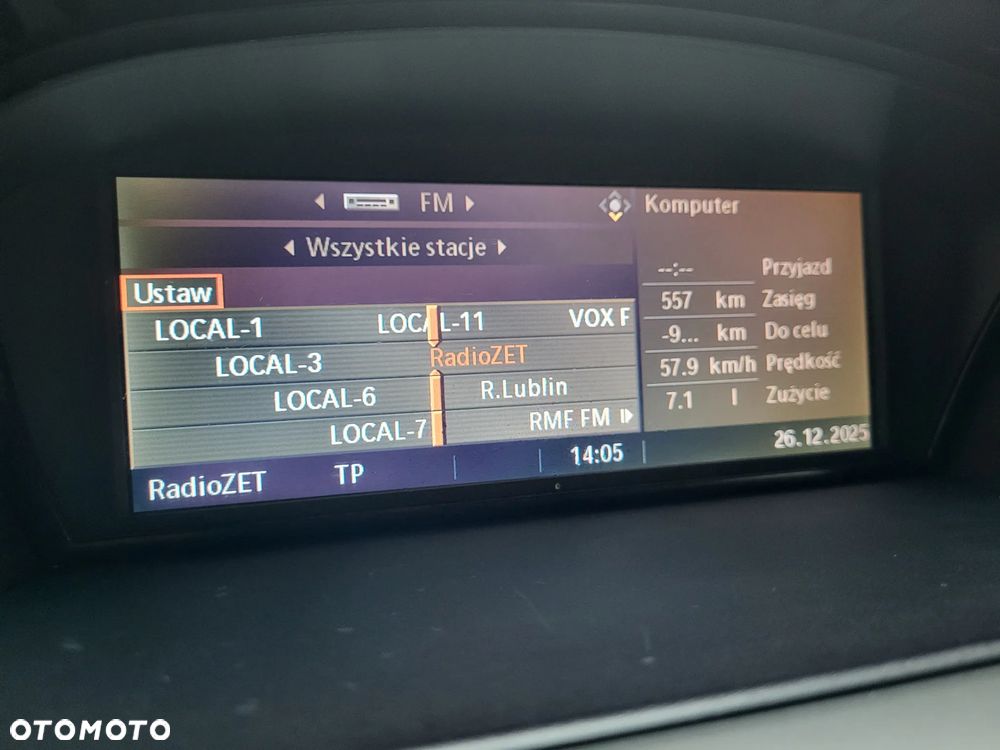 FM
Wszystkie stacje
Ustaw
LOCAL-1 LOCAL-11 VOX F
LOCAL-3 RadioZET
LOCAL-6 R.Lublin
LOCAL-7 RMF FM
RadioZET TP 14:05
Komputer
--:-- Przyjazd
557 km Zasięg
-9... km Do celu
57.9 km/h Prędkość
7.1 l Zużycie
26.12.2025
OTOMOTO